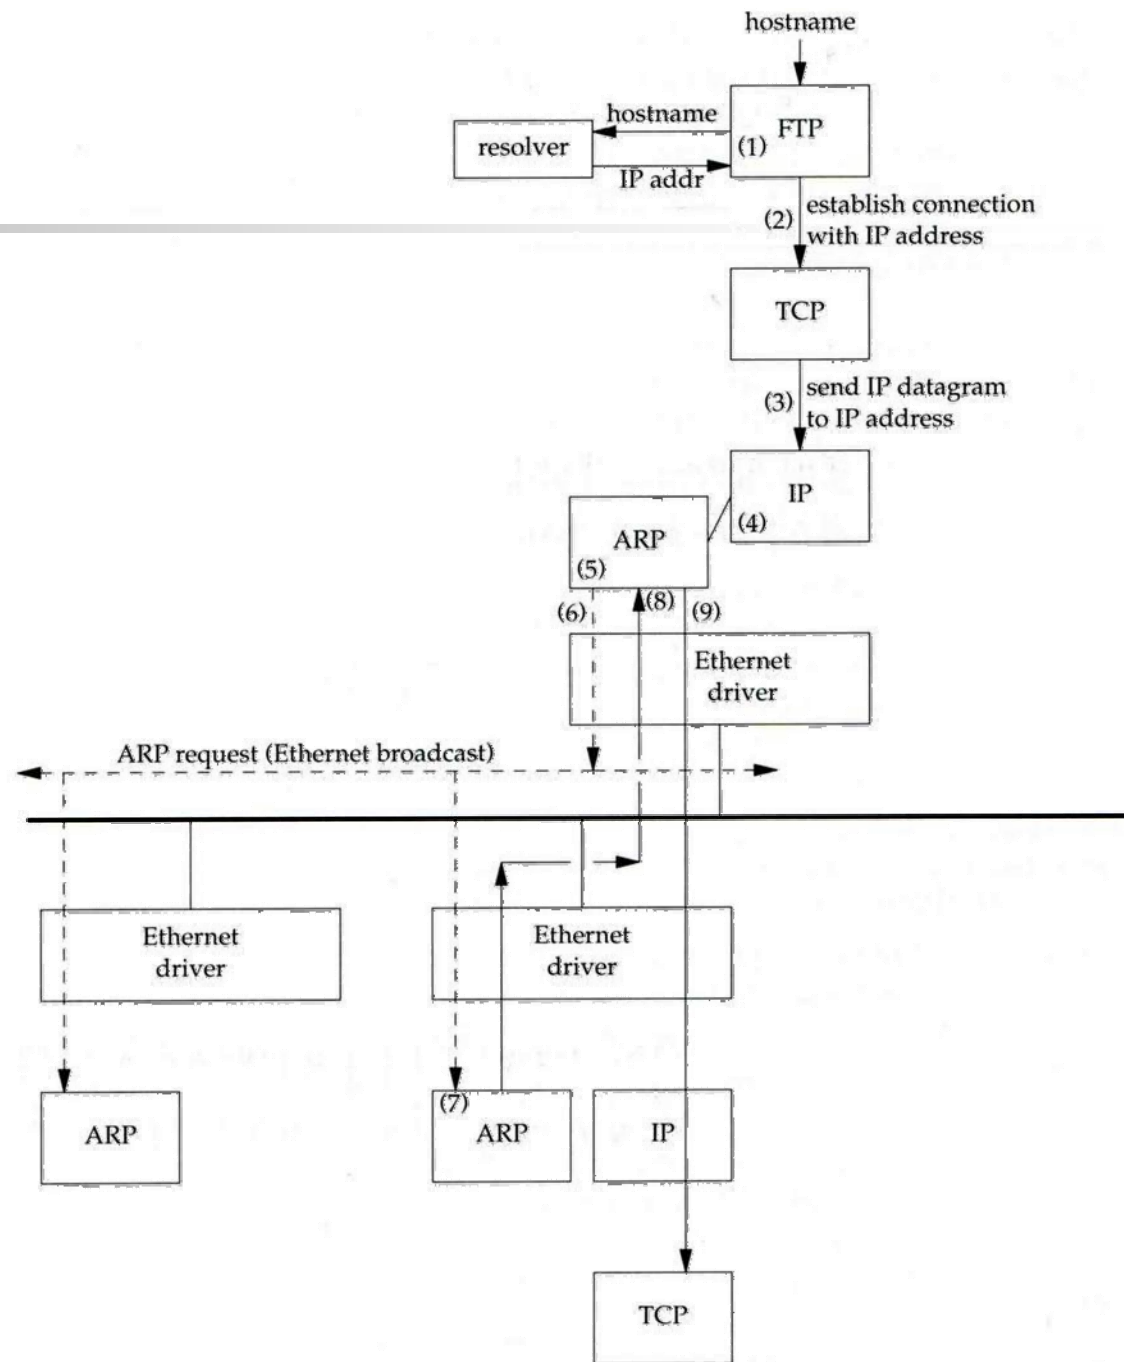 hostname
hostname
FTP
(1)
resolver
IP addr
(2)
establish connection
with IP address
TCP
(3)
send IP datagram
to IP address
IP
(4)
ARP
(5)
(6)
(8)
(9)
Ethernet
driver
ARP request (Ethernet broadcast)
Ethernet
driver
Ethernet
driver
(7)
ARP
ARP
IP
TCP